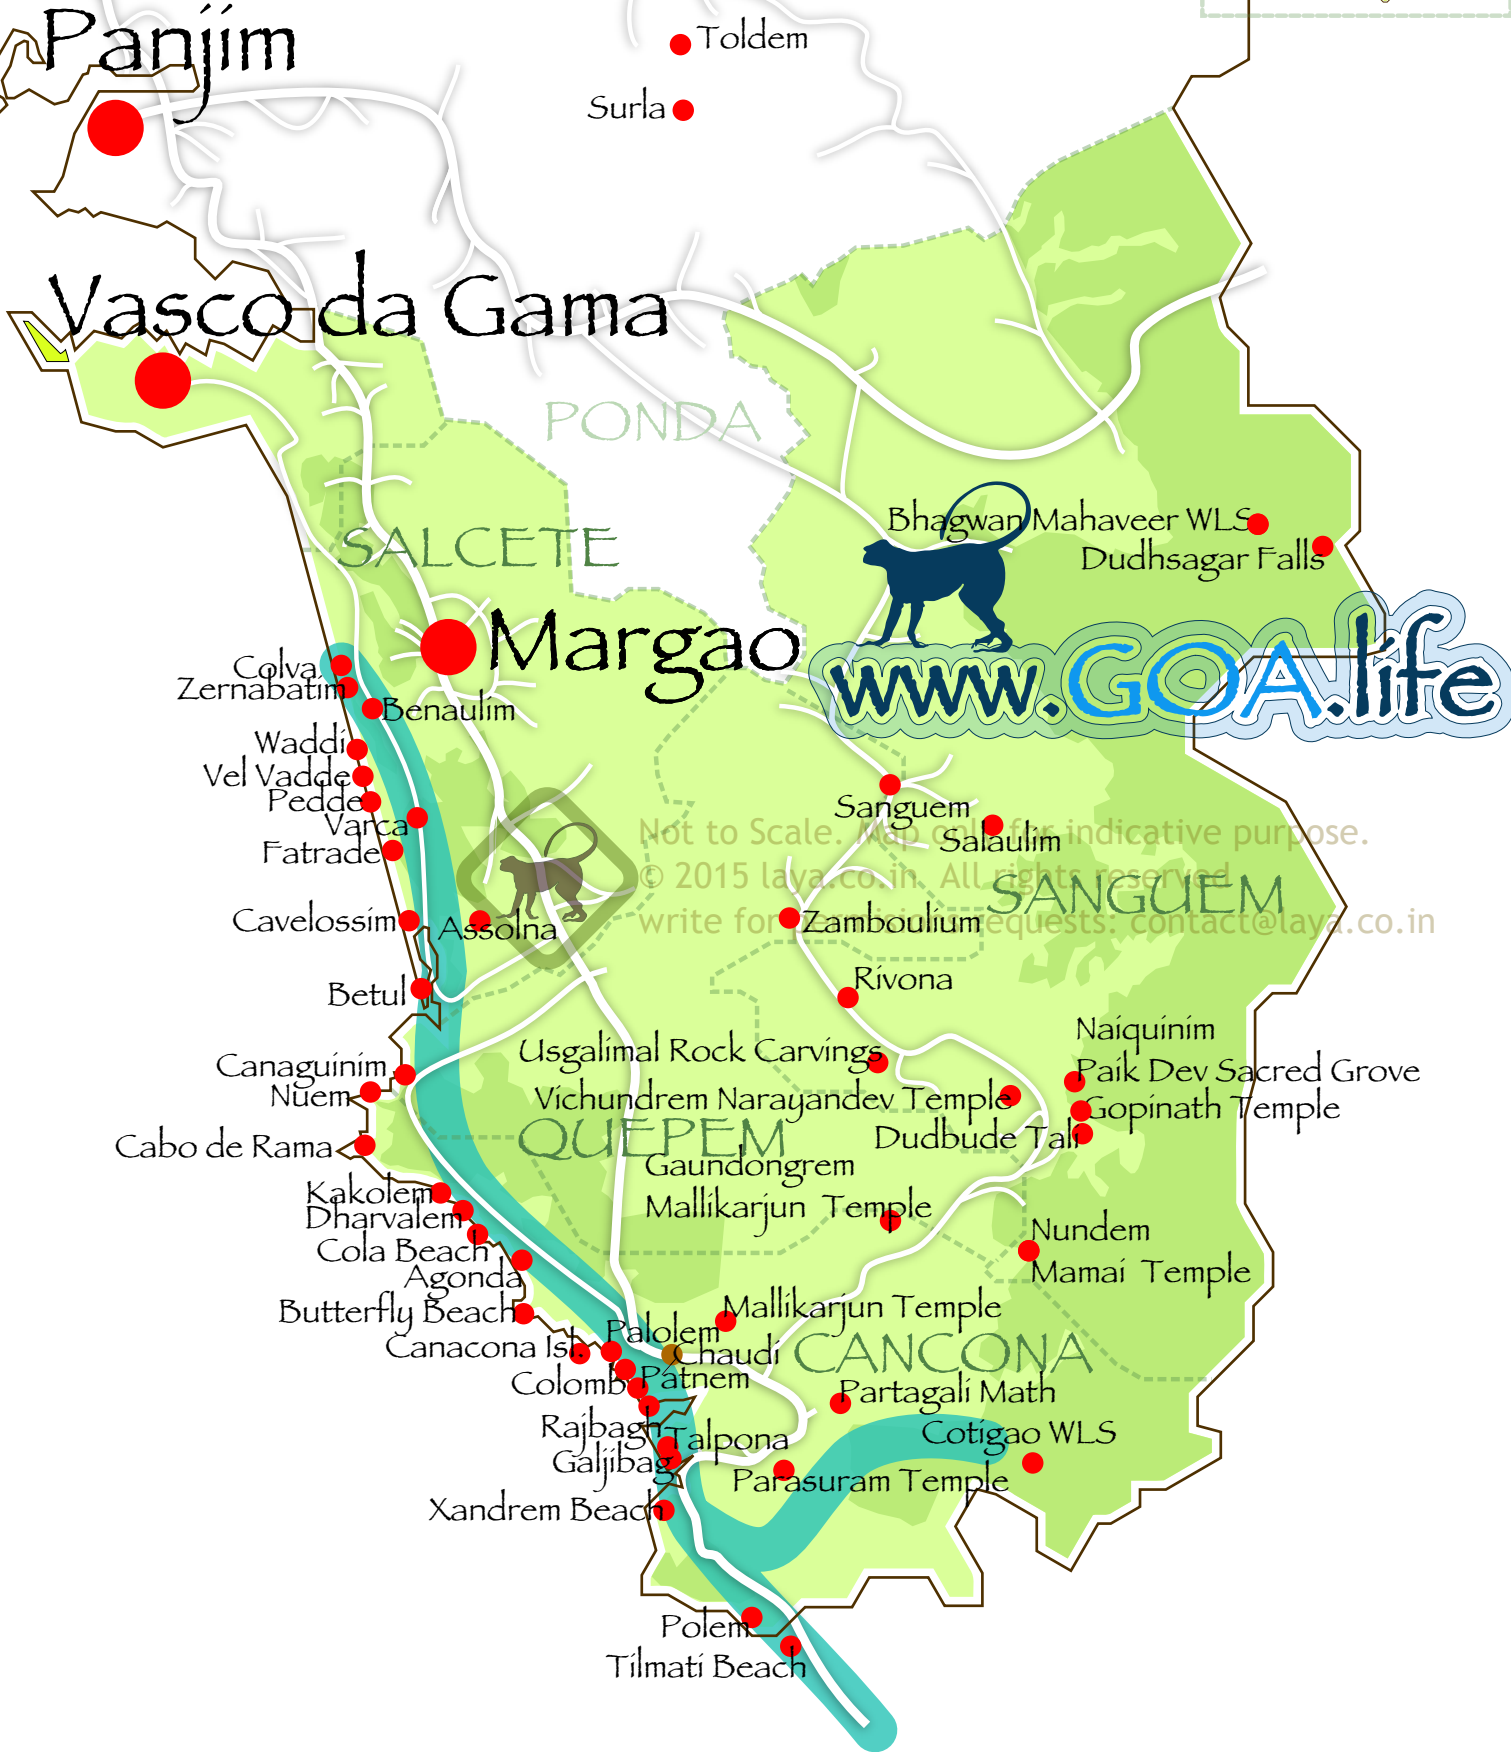 Panjim
Toldem
Surla
Vasco da Gama
PONDA
Bhagwan Mahaveer WLS
SALCETE
Dudhsagar Falls
Margao
www.GOA.life
Colva
Zernabatim
Benaulim
Waddi
Vel Vadde
Pedde
Varca
Fatrade
Sanguem
Salaulim
Not to Scale. Map only for indicative purpose.
© 2015 laya.co.in All rights reserved
write for permisions requests: contact@laya.co.in
SANGUEM
Cavelossim
Assolna
Zamboulium
Betul
Rivona
Naiquinim
Usgalimal Rock Carvings
Canaguinim
Paik Dev Sacred Grove
Nuem
Vichundrem Narayandev Temple
Gopinath Temple
Cabo de Rama
QUEPEM
Dudbude Tali
Gaundongrem
Kakolem
Mallikarjun Temple
Dharvalem
Nundem
Cola Beach
Agonda
Mamai Temple
Butterfly Beach
Mallikarjun Temple
Palolem
Canacona Isl.
Chaudi
CANCONA
Colomb
Patnem
Partagali Math
Rajbagh
Talpona
Cotigao WLS
Galjibag
Parasuram Temple
Xandrem Beach
Polem
Tilmati Beach